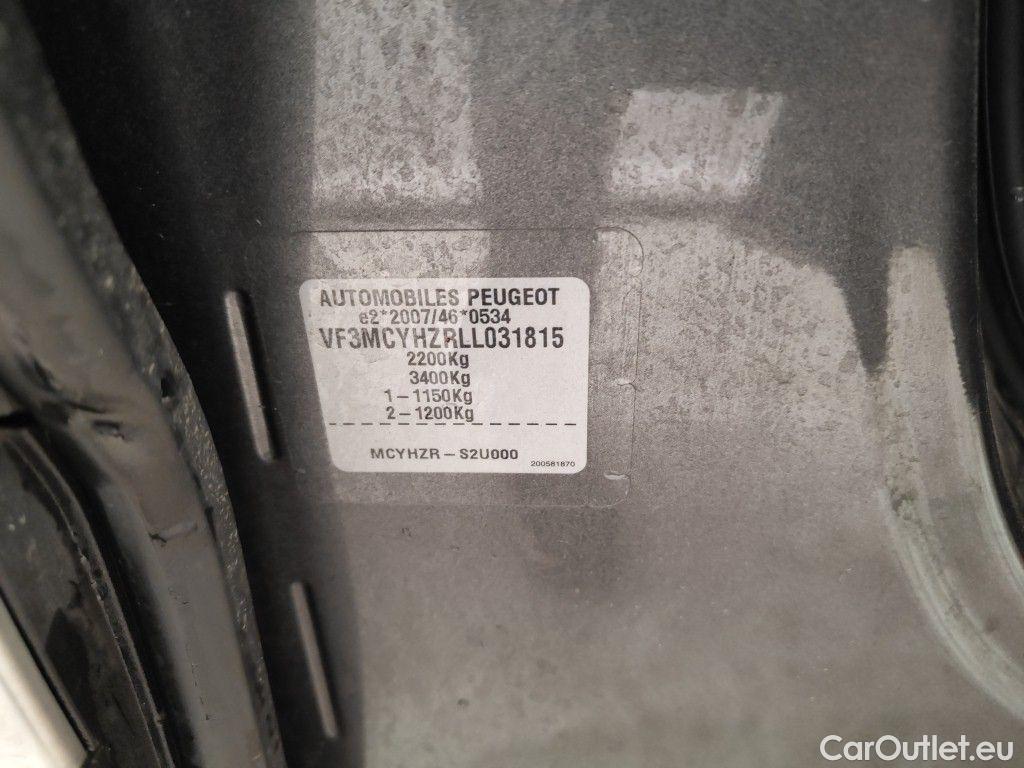 AUTOMOBILES PEUGEOT
e2*2007/46*0534
VF3MCYHZRLL031815
2200Kg
3400Kg
1-1150Kg
2-1200Kg
MCYHZR-S2U000
200581870
CarOutlet.eu